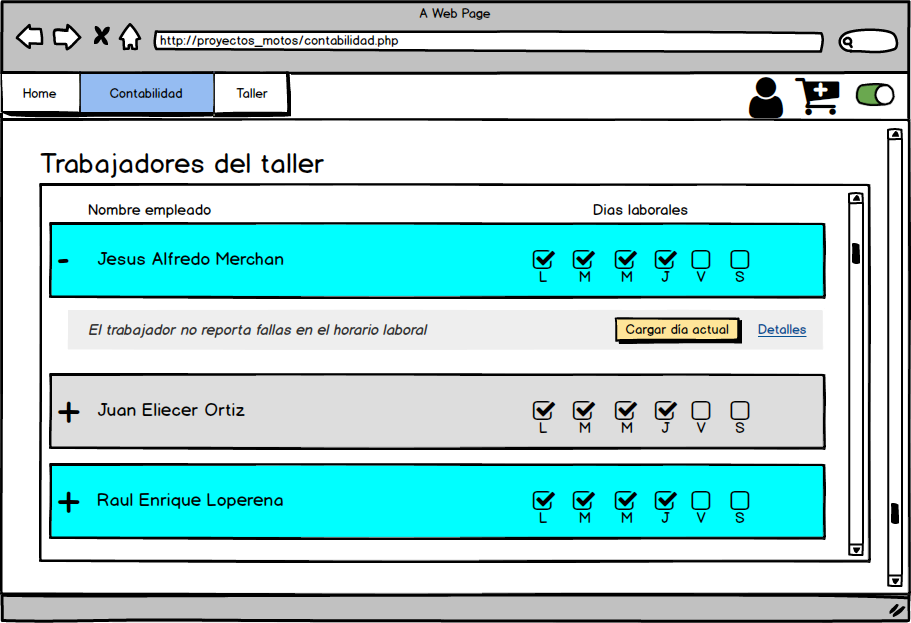 A Web Page
http://proyectos_motos/contabilidad.php
Home Contabilidad Taller
Trabajadores del taller
Nombre empleado Dias laborales
- Jesus Alfredo Merchan
L M M J V S
El trabajador no reporta fallas en el horario laboral Cargar día actual Detalles
+ Juan Eliecer Ortiz
L M M J V S
+ Raul Enrique Loperena
L M M J V S